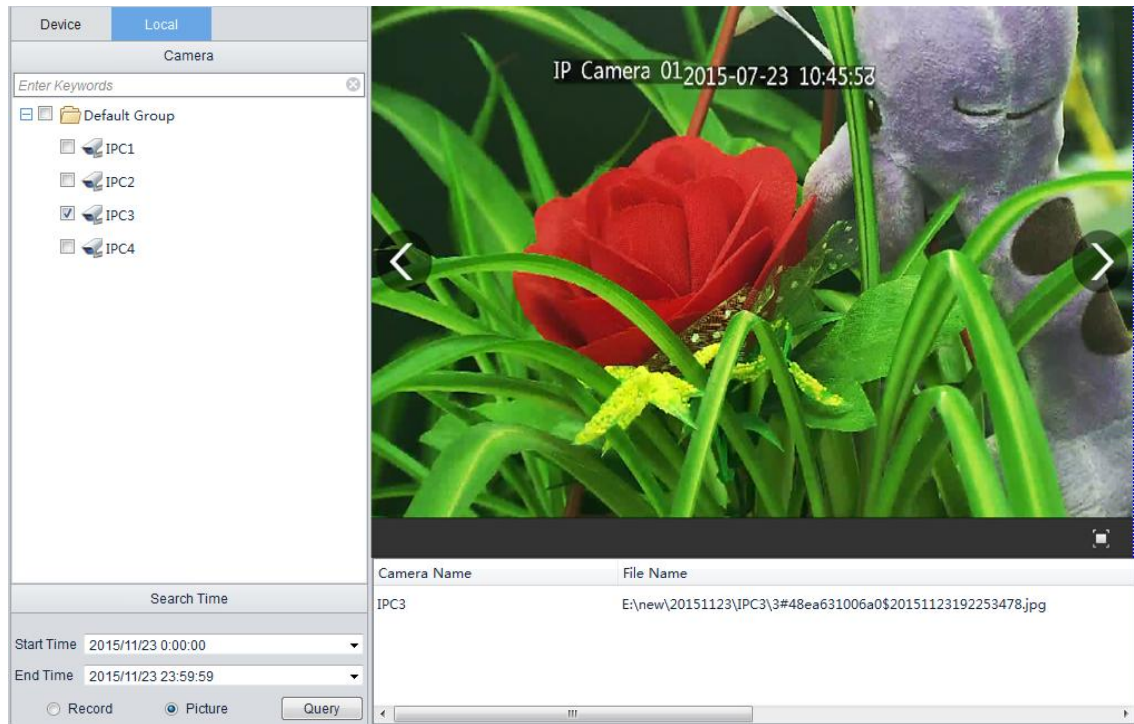 Device Local
Camera
Enter Keywords
Default Group
IPC1
IPC2
IPC3
IPC4
Search Time
Start Time 2015/11/23 0:00:00
End Time 2015/11/23 23:59:59
Record Picture Query
IP Camera 01 2015-07-23 10:45:53
Camera Name File Name
IPC3 E:\new\20151123\IPC3\3#48ea631006a0$20151123192253478.jpg